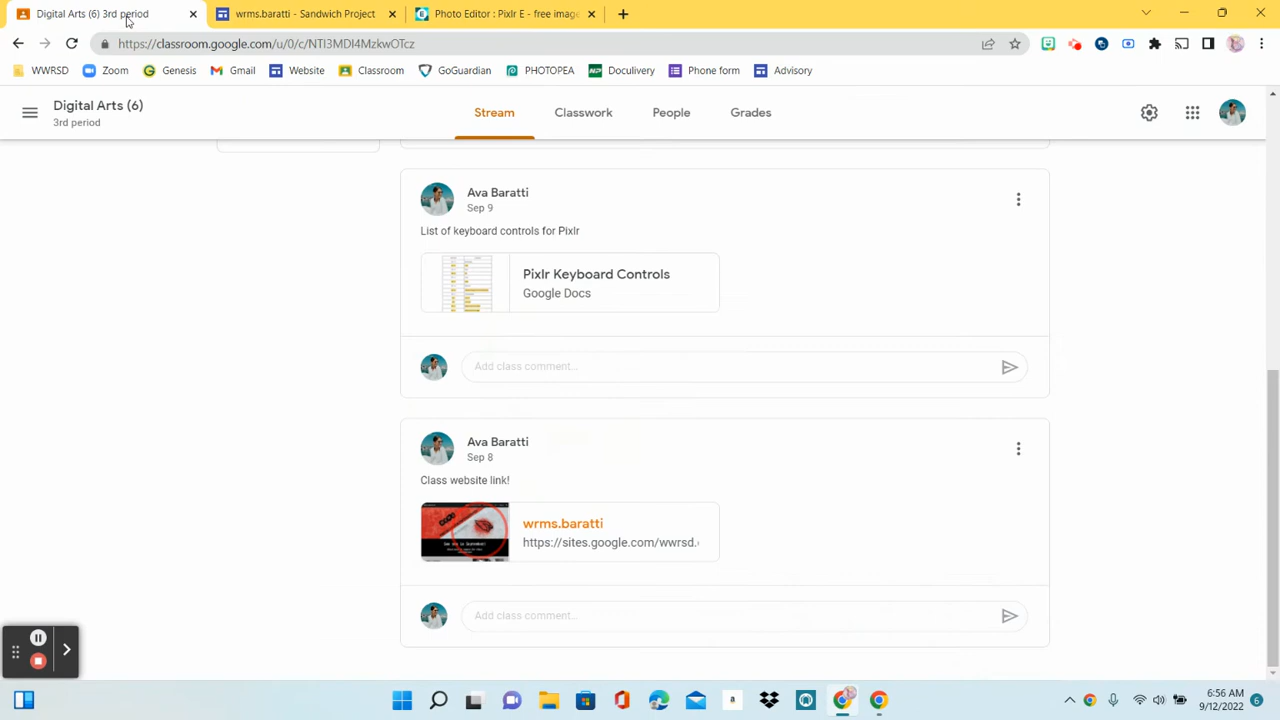 Digital Arts (6) 3rd period
wrms.baratti - Sandwich Project
Photo Editor : Pixlr E - free image
https://classroom.google.com/u/0/c/NTI3MDI4MzkwOTcz
WWRSD
Zoom
Genesis
Gmail
Website
Classroom
GoGuardian
PHOTOPEA
Doculivery
Phone form
Advisory
Digital Arts (6)
3rd period
Stream
Classwork
People
Grades
Ava Baratti
Sep 9
List of keyboard controls for Pixlr
Pixlr Keyboard Controls
Google Docs
Add class comment...
Ava Baratti
Sep 8
Class website link!
wrms.baratti
https://sites.google.com/wwrsd.
Add class comment...
6:56 AM
9/12/2022
6